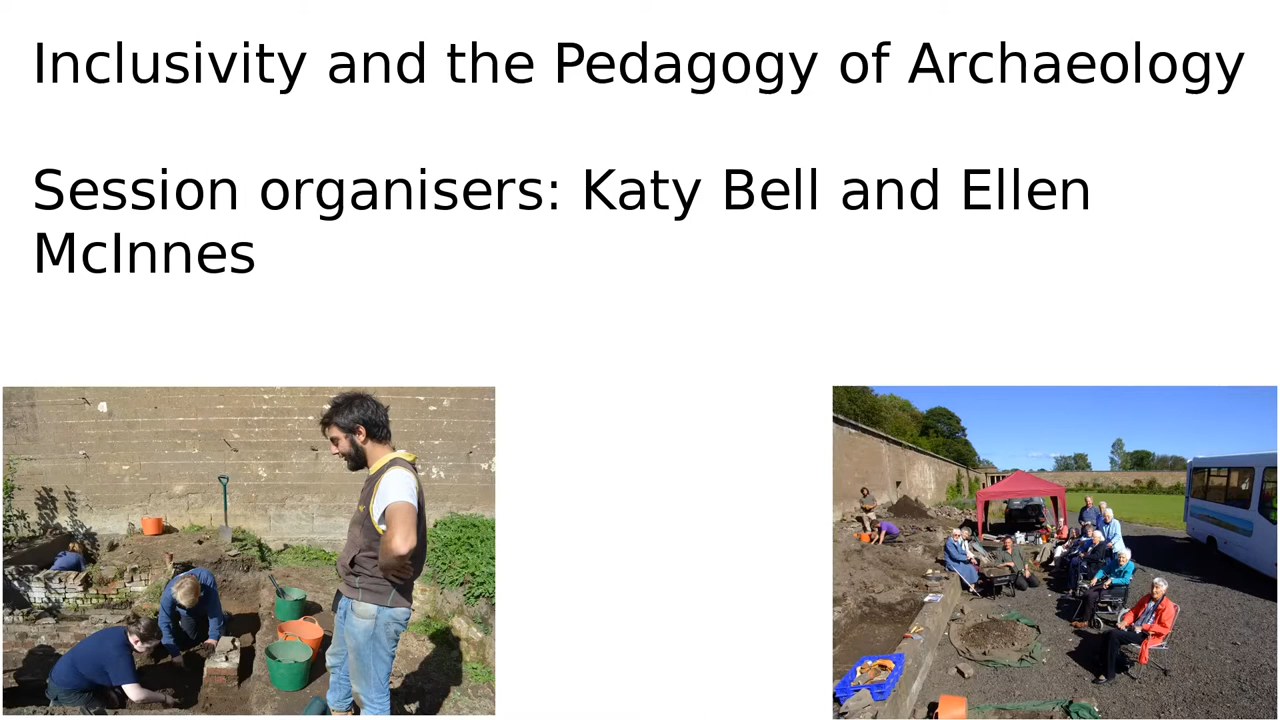 Inclusivity and the Pedagogy of Archaeology
Session organisers: Katy Bell and Ellen
McInnes